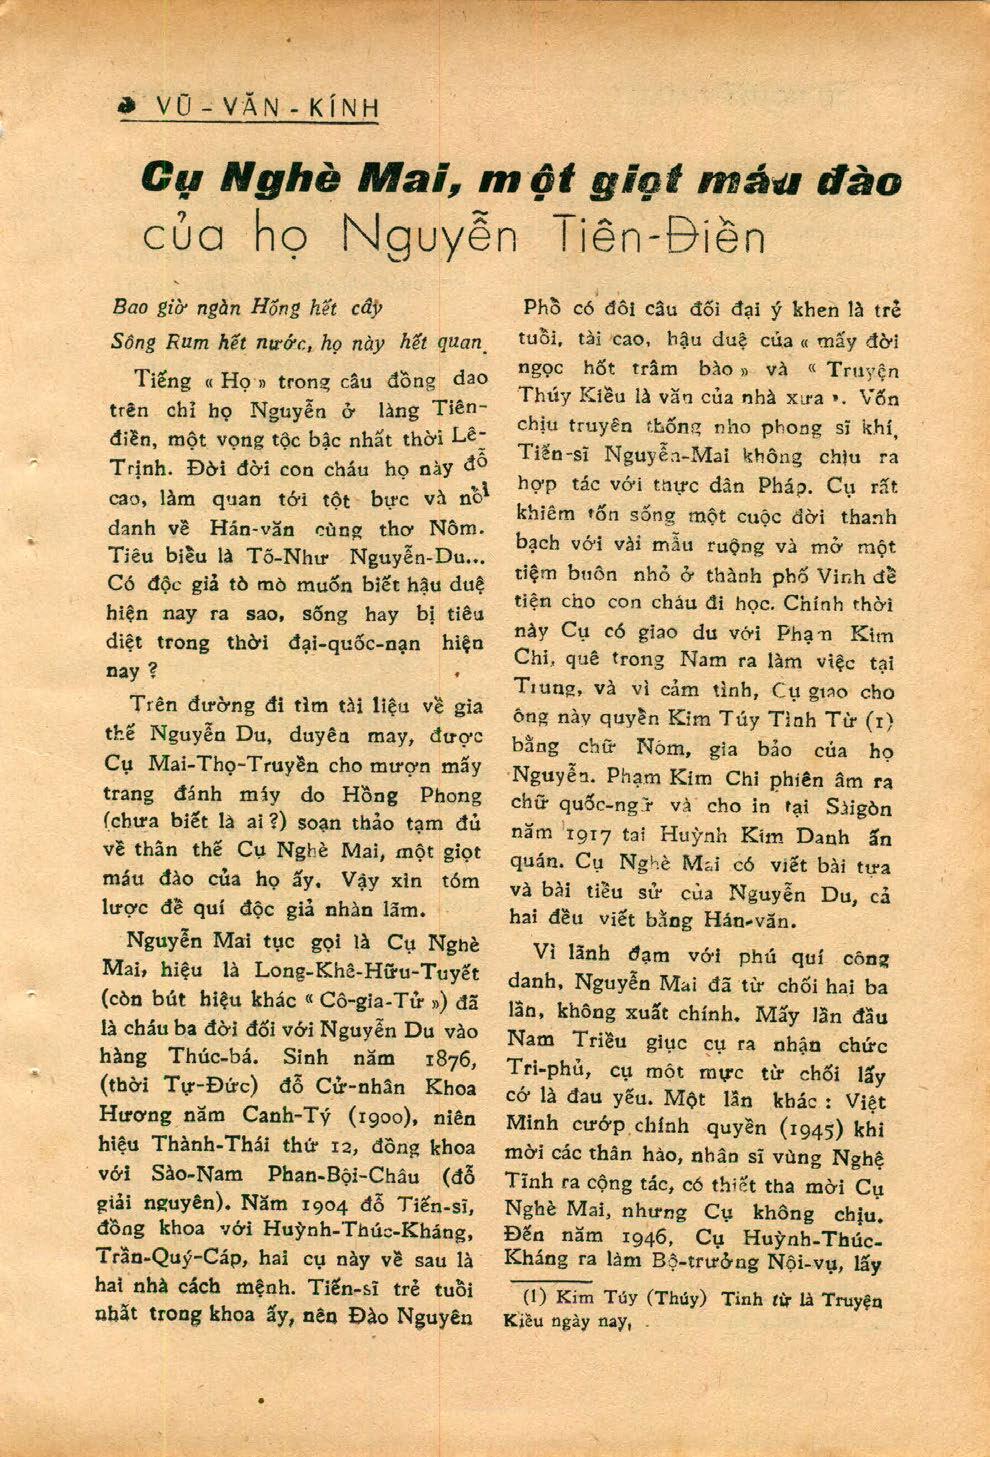 VŨ - VĂN - KÍNH
Cụ Nghè Mai, một giọt máu đào
của họ Nguyễn Tiên-Điền
Bao giờ ngàn Hống hết cây
Sông Rum hết nước, họ này hết quan.
Tiếng « Họ » trong câu đồng dao
trên chỉ họ Nguyễn ở làng Tiên-
điền, một vọng tộc bậc nhất thời Lê-
Trịnh. Đời đời con cháu họ này đỗ
cao, làm quan tới tột bực và nổi
danh về Hán-văn cùng thơ Nôm.
Tiêu biểu là Tố-Như Nguyễn-Du...
Có độc giả tò mò muốn biết hậu duệ
hiện nay ra sao, sống hay bị tiêu
diệt trong thời đại-quốc-nạn hiện
nay ?
Trên đường đi tìm tài liệu về gia
thế Nguyễn Du, duyên may, được
Cụ Mai-Thọ-Truyền cho mượn mấy
trang đánh máy do Hồng Phong
(chưa biết là ai ?) soạn thảo tạm đủ
về thân thế Cụ Nghè Mai, một giọt
máu đào của họ ấy. Vậy xin tóm
lược để quí độc giả nhàn lãm.
Nguyễn Mai tục gọi là Cụ Nghè
Mai, hiệu là Long-Khê-Hữu-Tuyết
(còn bút hiệu khác « Cô-gia-Tử ») đã
là cháu ba đời đối với Nguyễn Du vào
hàng Thúc-bá. Sinh năm 1876,
(thời Tự-Đức) đỗ Cử-nhân Khoa
Hương năm Canh-Tý (1900), niên
hiệu Thành-Thái thứ 12, đồng khoa
với Sào-Nam Phan-Bội-Châu (đỗ
giải nguyên). Năm 1904 đỗ Tiến-sĩ,
đồng khoa với Huỳnh-Thúc-Kháng,
Trần-Quý-Cáp, hai cụ này về sau là
hai nhà cách mệnh. Tiến-sĩ trẻ tuổi
nhất trong khoa ấy, nên Đào Nguyên
Phổ có đôi câu đối đại ý khen là trẻ
tuổi, tài cao, hậu duệ của « mấy đời
ngọc hốt trâm bào » và « Truyện
Thúy Kiều là văn của nhà xưa ». Vốn
chịu truyền thống nho phong sĩ khí,
Tiến-sĩ Nguyễn-Mai không chịu ra
hợp tác với thực dân Pháp. Cụ rất
khiêm tốn sống một cuộc đời thanh
bạch với vài mẫu ruộng và mở một
tiệm buôn nhỏ ở thành phố Vinh để
tiện cho con cháu đi học. Chính thời
này Cụ có giao du với Phạm Kim
Chi, quê trong Nam ra làm việc tại
Trung, và vì cảm tình, Cụ giao cho
ông này quyển Kim Túy Tình Từ (1)
bằng chữ Nôm, gia bảo của họ
Nguyễn. Phạm Kim Chi phiên âm ra
chữ quốc-ngữ và cho in tại Sàigòn
năm 1917 tai Huỳnh Kim Danh ấn
quán. Cụ Nghè Mai có viết bài tựa
và bài tiểu sử của Nguyễn Du, cả
hai đều viết bằng Hán-văn.
Vì lãnh đạm với phú quí công
danh, Nguyễn Mai đã từ chối hai ba
lần, không xuất chính. Mấy lần đầu
Nam Triều giục cụ ra nhận chức
Tri-phủ, cụ một mực từ chối lấy
cớ là đau yếu. Một lần khác : Việt
Minh cướp chính quyền (1945) khi
mời các thân hào, nhân sĩ vùng Nghệ
Tĩnh ra cộng tác, có thiết tha mời Cụ
Nghè Mai, nhưng Cụ không chịu.
Đến năm 1946, Cụ Huỳnh-Thúc-
Kháng ra làm Bộ-trưởng Nội-vụ, lấy
(1) Kim Túy (Thúy) Tình từ là Truyện
Kiều ngày nay,